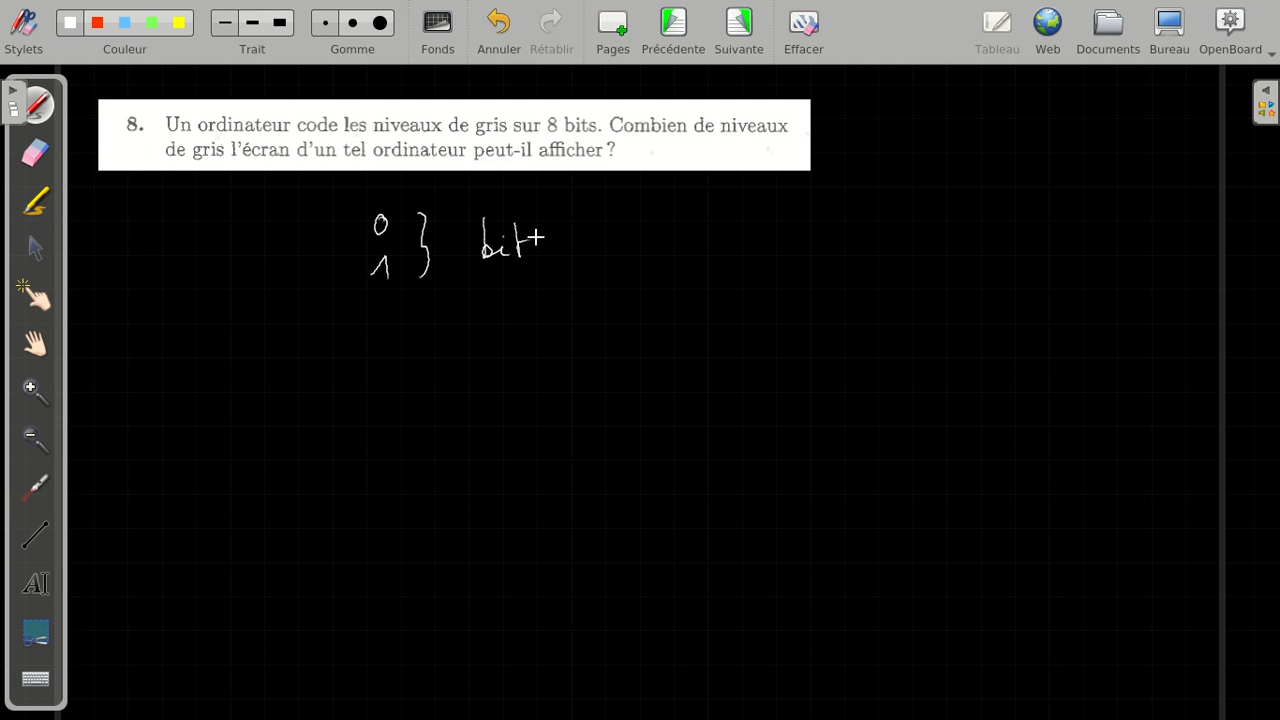 Stylets Couleur Trait Gomme Fonds Annuler Rétablir Pages Précédente Suivante Effacer Tableau Web Documents Bureau OpenBoard
8. Un ordinateur code les niveaux de gris sur 8 bits. Combien de niveaux
de gris l'écran d'un tel ordinateur peut-il afficher ?
0
1 } bit
AI